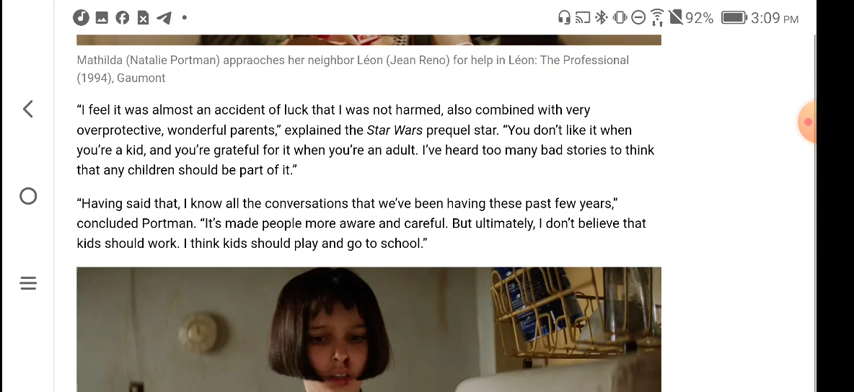 92% 3:09 PM
Mathilda (Natalie Portman) appraoches her neighbor Léon (Jean Reno) for help in Léon: The Professional
(1994), Gaumont
“I feel it was almost an accident of luck that I was not harmed, also combined with very
overprotective, wonderful parents,” explained the Star Wars prequel star. “You don’t like it when
you’re a kid, and you’re grateful for it when you’re an adult. I’ve heard too many bad stories to think
that any children should be part of it.”
“Having said that, I know all the conversations that we’ve been having these past few years,”
concluded Portman. “It’s made people more aware and careful. But ultimately, I don’t believe that
kids should work. I think kids should play and go to school.”